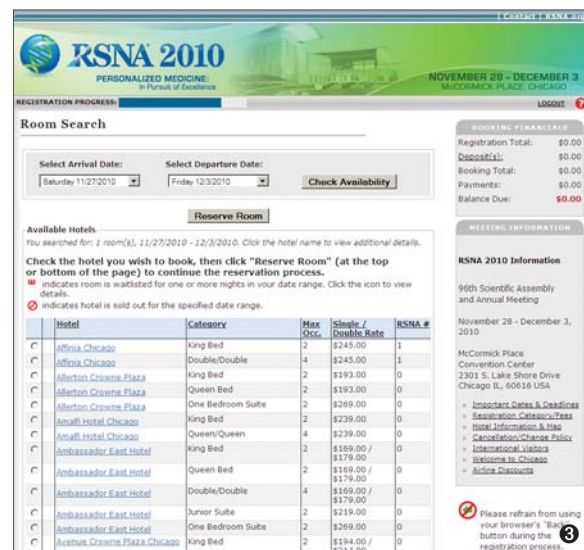 | Contact | RSNA.org
RSNA 2010
PERSONALIZED MEDICINE:
In Pursuit of Excellence
NOVEMBER 28 – DECEMBER 3
McCORMICK PLACE, CHICAGO
REGISTRATION PROGRESS:
LOGOUT ?
Room Search
Select Arrival Date: Select Departure Date:
Saturday 11/27/2010 Friday 12/3/2010 Check Availability
Reserve Room
Available Hotels
You searched for: 1 room(s), 11/27/2010 - 12/3/2010. Click the hotel name to view additional details.
Check the hotel you wish to book, then click "Reserve Room" (at the top
or bottom of the page) to continue the reservation process.
W indicates room is waitlisted for one or more nights in your date range. Click the icon to view
details.
indicates hotel is sold out for the specified date range.
Hotel Category Max Occ. Single / Double Rate RSNA #
Affinia Chicago King Bed 2 $245.00 1
Affinia Chicago Double/Double 4 $245.00 1
Allerton Crowne Plaza King Bed 2 $193.00 0
Allerton Crowne Plaza Queen Bed 2 $193.00 0
Allerton Crowne Plaza One Bedroom Suite 2 $269.00 0
Amalfi Hotel Chicago King Bed 2 $239.00 0
Amalfi Hotel Chicago Queen/Queen 4 $239.00 0
Ambassador East Hotel King Bed 2 $169.00 / $179.00 0
Ambassador East Hotel Queen Bed 2 $169.00 / $179.00 0
Ambassador East Hotel Double/Double 4 $169.00 / $179.00 0
Ambassador East Hotel Junior Suite 2 $219.00 0
Ambassador East Hotel One Bedroom Suite 2 $269.00 0
Avenue Crowne Plaza Chicago King Bed 2 $194.00 / 0
BOOKING FINANCIALS
Registration Total: $0.00
Deposit(s): $0.00
Booking Total: $0.00
Payments: $0.00
Balance Due: $0.00
MEETING INFORMATION
RSNA 2010 Information
96th Scientific Assembly
and Annual Meeting
November 28 - December 3,
2010
McCormick Place
Convention Center
2301 S. Lake Shore Drive
Chicago IL, 60616 USA
Important Dates & Deadlines
Registration Category/Fees
Hotel Information & Map
Cancellation/Change Policy
International Visitors
Welcome to Chicago
Airline Discounts
Please refrain from using
your browser's "Back"
button during the
registration process.
3